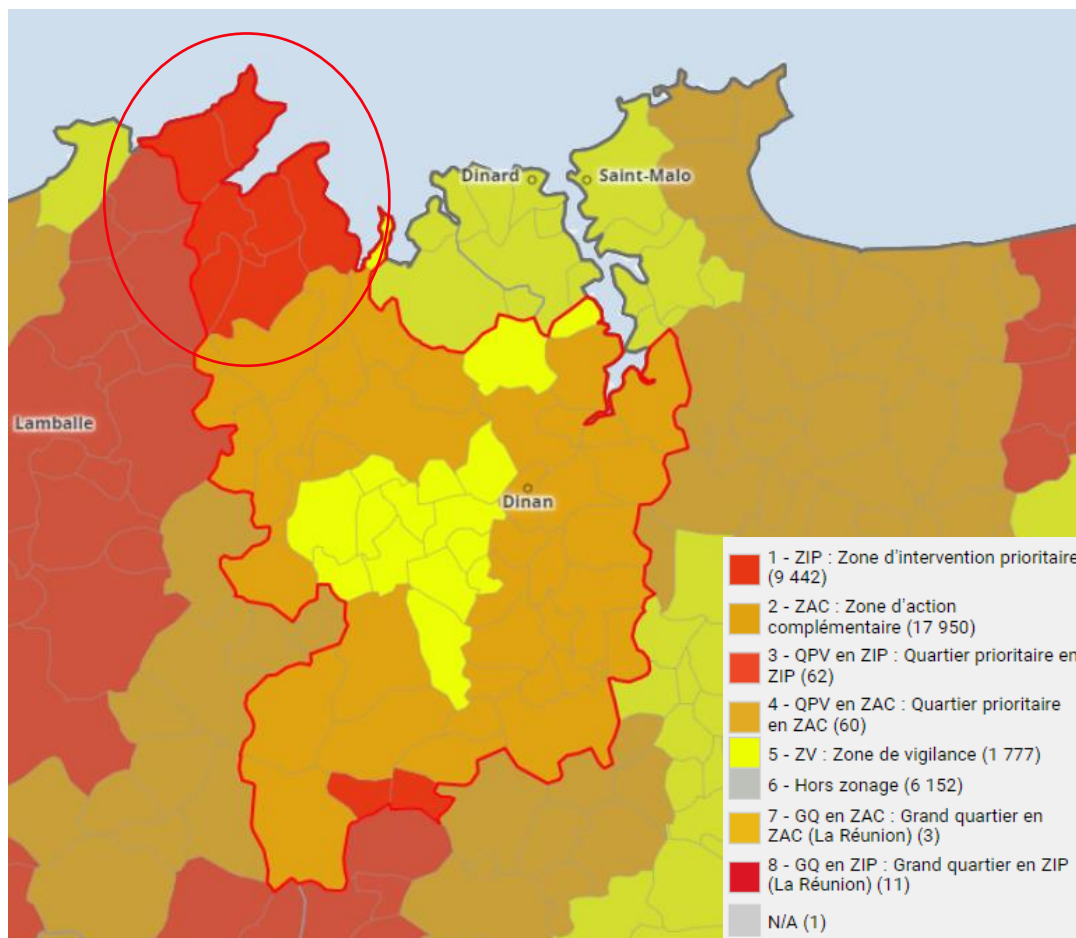 Dinard
Saint-Malo
Lamballe
Dinan
1 - ZIP : Zone d'intervention prioritaire
(9 442)
2 - ZAC : Zone d'action
complémentaire (17 950)
3 - QPV en ZIP : Quartier prioritaire en
ZIP (62)
4 - QPV en ZAC : Quartier prioritaire
en ZAC (60)
5 - ZV : Zone de vigilance (1 777)
6 - Hors zonage (6 152)
7 - GQ en ZAC : Grand quartier en
ZAC (La Réunion) (3)
8 - GQ en ZIP : Grand quartier en ZIP
(La Réunion) (11)
N/A (1)